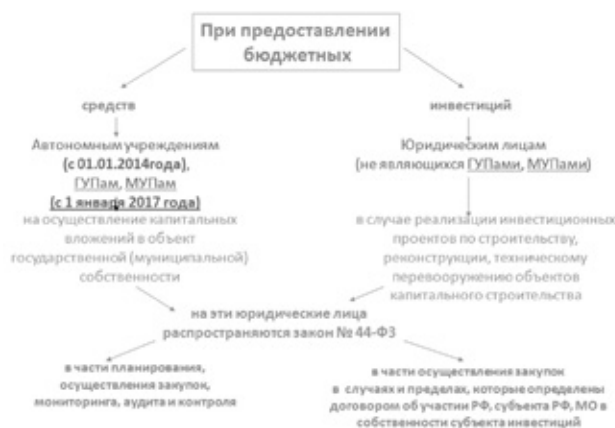 При предоставлении
бюджетных
средств
Автономным учреждениям
(с 01.01.2014года),
ГУПам, МУПам
(с 1 января 2017 года)
на осуществление капитальных
вложений в объект
государственной (муниципальной)
собственности
инвестиций
Юридическим лицам
(не являющихся ГУПами, МУПами)
в случае реализации инвестиционных
проектов по строительству,
реконструкции, техническому
перевооружению объектов
капитального строительства
на эти юридические лица
распространяются закон № 44-ФЗ
в части планирования,
осуществления закупок,
мониторинга, аудита и контроля
в части осуществления закупок
в случаях и пределах, которые определены
договором об участии РФ, субъекта РФ, МО в
собственности субъекта инвестиций